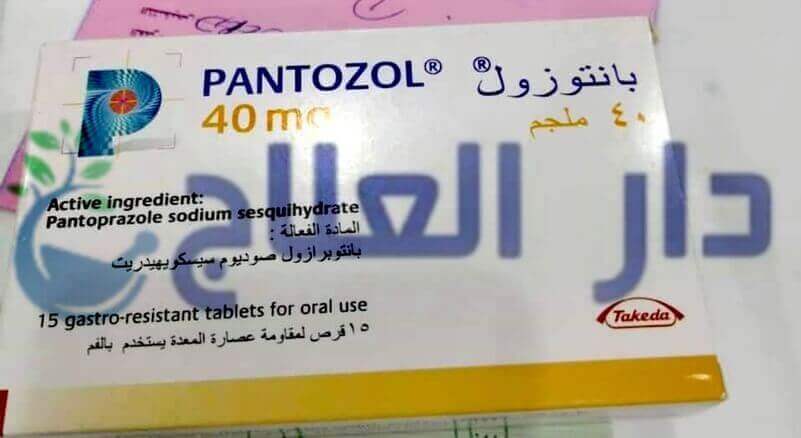 PANTOZOL® بانتوزول®
40 mg ٤٠ ملجم
دار العلاج
Active ingredient:
Pantoprazole sodium sesquihydrate
المادة الفعالة :
بانتوبرازول صوديوم سيسكويهيدريت
15 gastro-resistant tablets for oral use
١٥ قرص لمقاومة عصارة المعدة يستخدم بالفم
Takeda